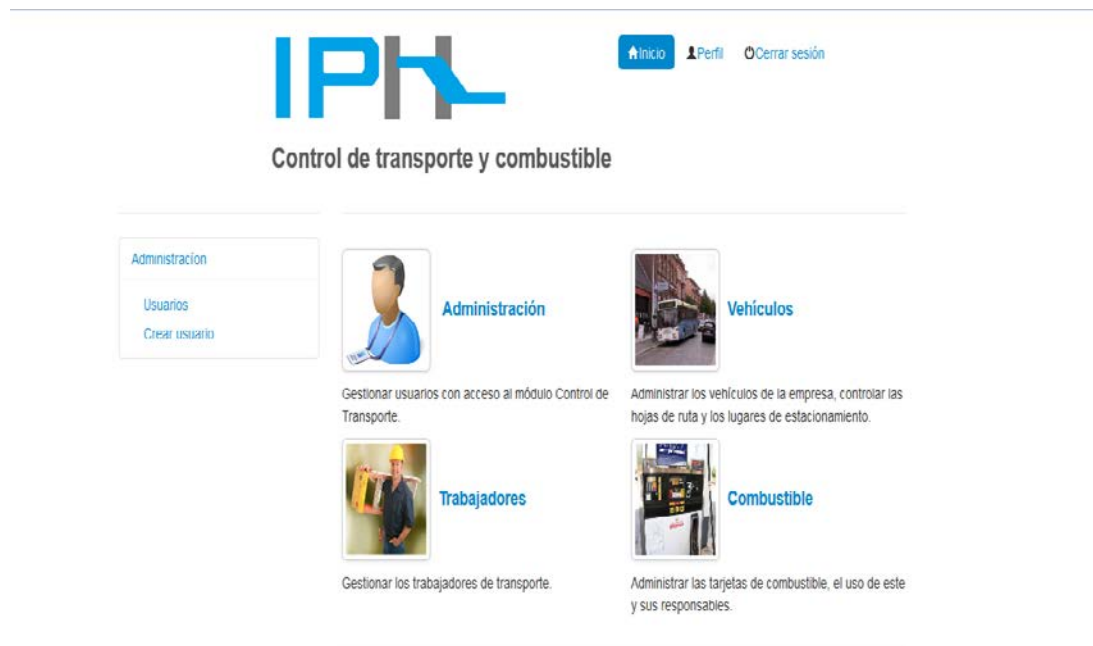 IPH
Inicio Perfil Cerrar sesión
Control de transporte y combustible
Administracíon
Usuarios
Crear usuario
Administración
Gestionar usuarios con acceso al módulo Control de
Transporte.
Vehículos
Administrar los vehículos de la empresa, controlar las
hojas de ruta y los lugares de estacionamiento.
Trabajadores
Gestionar los trabajadores de transporte.
Combustible
Administrar las tarjetas de combustible, el uso de este
y sus responsables.